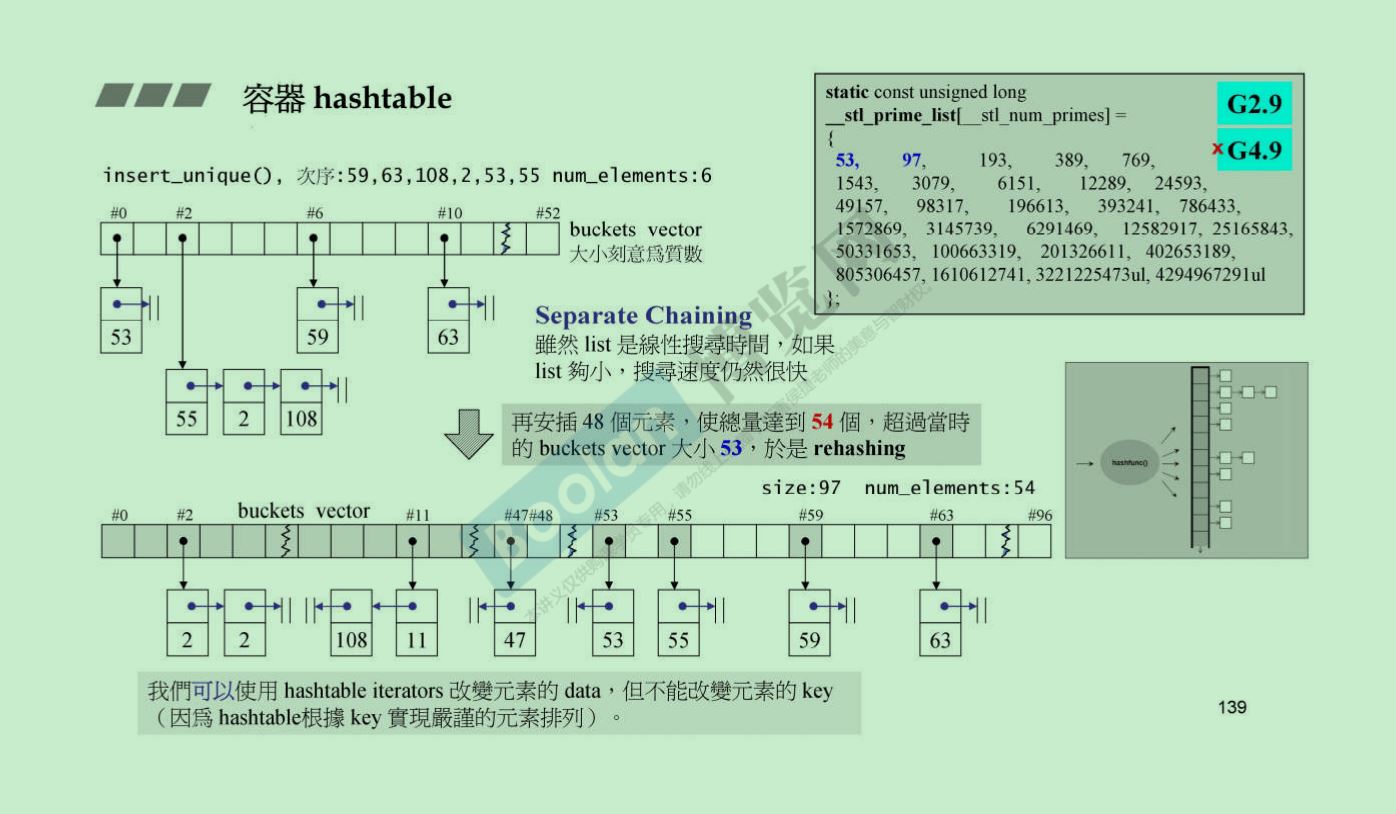 容器 hashtable
insert_unique(), 次序:59,63,108,2,53,55 num_elements:6
#0 #2 #6 #10 #52
buckets vector
大小刻意爲質數
53 59 63
55 2 108
static const unsigned long
__stl_prime_list[__stl_num_primes] =
{
53, 97, 193, 389, 769,
1543, 3079, 6151, 12289, 24593,
49157, 98317, 196613, 393241, 786433,
1572869, 3145739, 6291469, 12582917, 25165843,
50331653, 100663319, 201326611, 402653189,
805306457, 1610612741, 3221225473ul, 4294967291ul
};
G2.9
x G4.9
Separate Chaining
雖然 list 是線性搜尋時間，如果
list 夠小，搜尋速度仍然很快
再安插 48 個元素，使總量達到 54 個，超過當時
的 buckets vector 大小 53，於是 rehashing
hashfunc()
size:97 num_elements:54
buckets vector
#0 #2 #11 #47 #48 #53 #55 #59 #63 #96
2 2 108 11 47 53 55 59 63
我們可以使用 hashtable iterators 改變元素的 data，但不能改變元素的 key
（因爲 hashtable根據 key 實現嚴謹的元素排列）。
139
Boolan 博览网